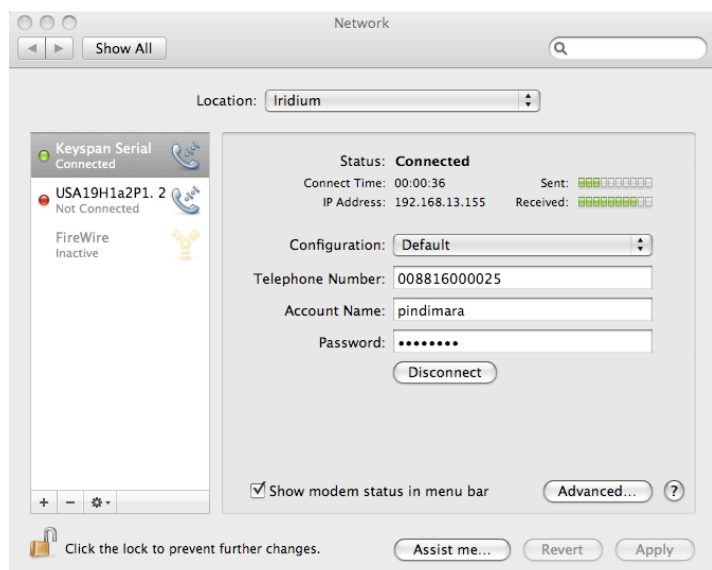 Network
Show All
Location: Iridium
Keyspan Serial
Connected
USA19H1a2P1. 2
Not Connected
FireWire
Inactive
Status: Connected
Connect Time: 00:00:36 Sent:
IP Address: 192.168.13.155 Received:
Configuration: Default
Telephone Number: 008816000025
Account Name: pindimara
Password: ••••••••
Disconnect
Show modem status in menu bar
Advanced... ?
Click the lock to prevent further changes.
Assist me... Revert Apply